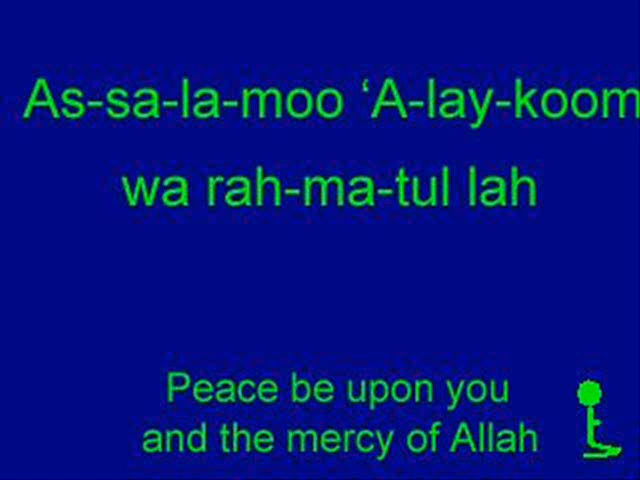 As-sa-la-moo ‘A-lay-koom
wa rah-ma-tul lah
Peace be upon you
and the mercy of Allah